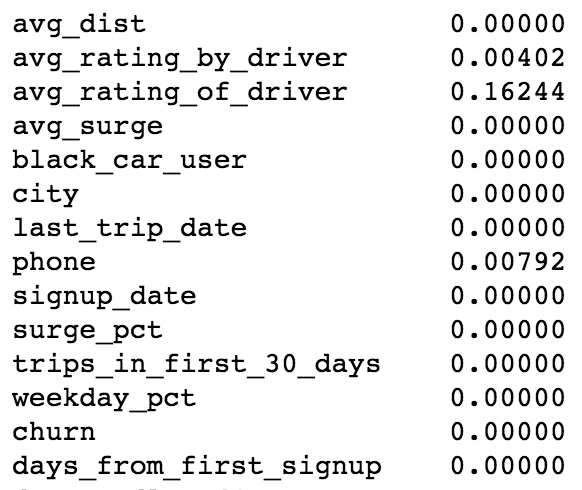 avg_dist 0.00000
avg_rating_by_driver 0.00402
avg_rating_of_driver 0.16244
avg_surge 0.00000
black_car_user 0.00000
city 0.00000
last_trip_date 0.00000
phone 0.00792
signup_date 0.00000
surge_pct 0.00000
trips_in_first_30_days 0.00000
weekday_pct 0.00000
churn 0.00000
days_from_first_signup 0.00000